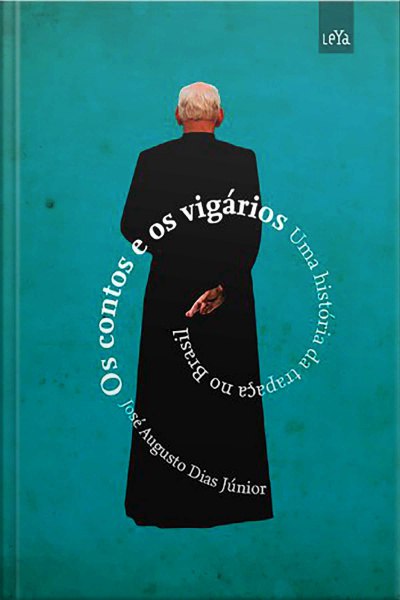 LeYa
Os contos e os vigários
Uma história da trapaça no Brasil
José Augusto Dias Júnior